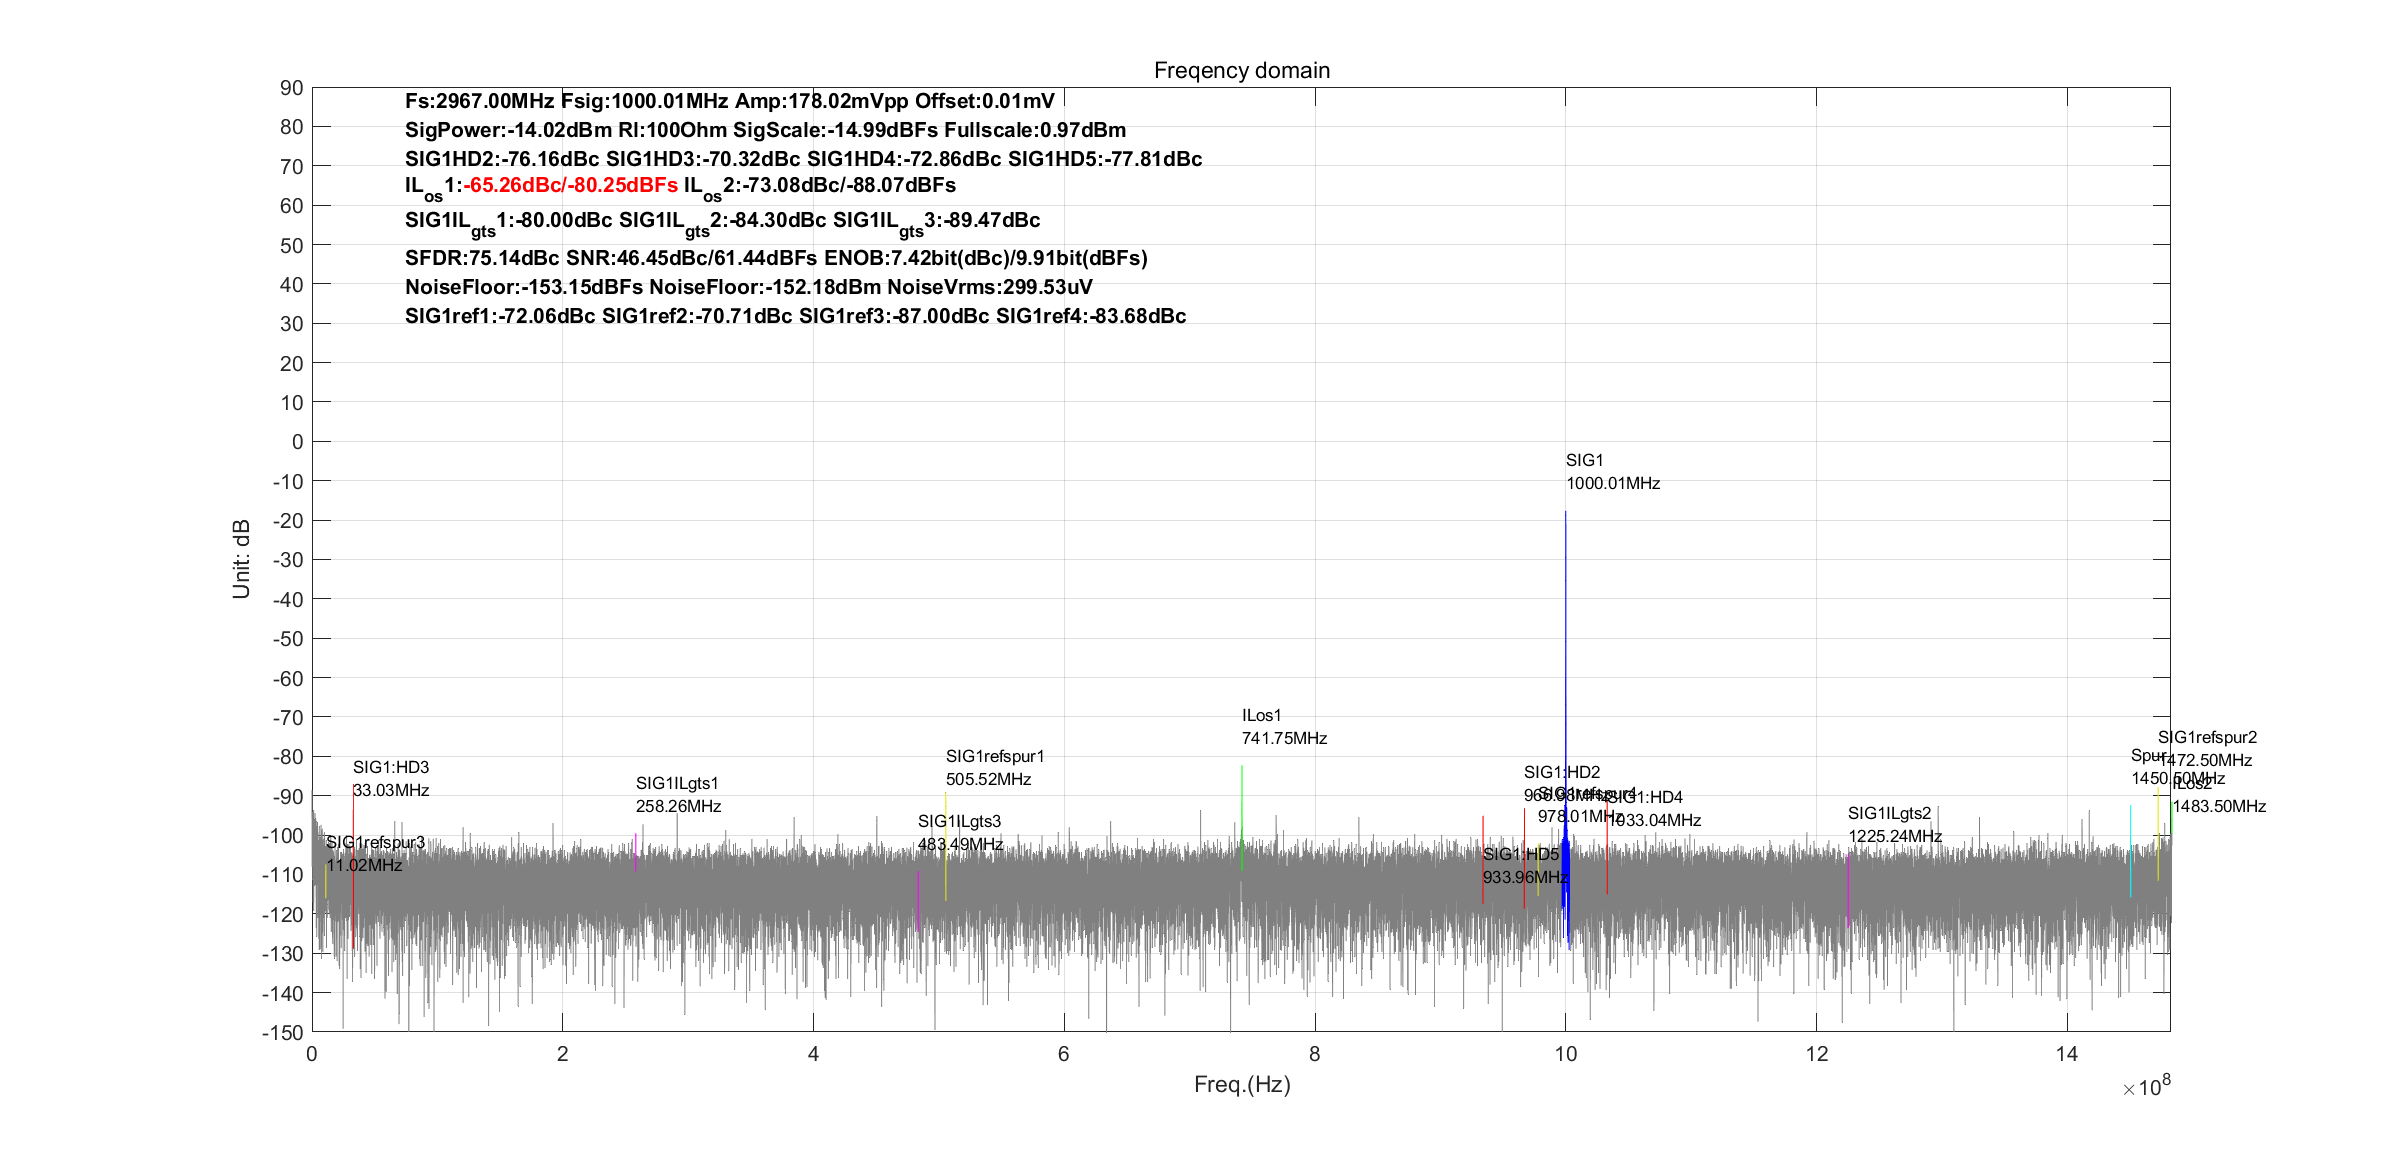 Freqency domain
Fs:2967.00MHz Fsig:1000.01MHz Amp:178.02mVpp Offset:0.01mV
SigPower:-14.02dBm Rl:100Ohm SigScale:-14.99dBFs Fullscale:0.97dBm
SIG1HD2:-76.16dBc SIG1HD3:-70.32dBc SIG1HD4:-72.86dBc SIG1HD5:-77.81dBc
ILos1:-65.26dBc/-80.25dBFs ILos2:-73.08dBc/-88.07dBFs
SIG1ILgts1:-80.00dBc SIG1ILgts2:-84.30dBc SIG1ILgts3:-89.47dBc
SFDR:75.14dBc SNR:46.45dBc/61.44dBFs ENOB:7.42bit(dBc)/9.91bit(dBFs)
NoiseFloor:-153.15dBFs NoiseFloor:-152.18dBm NoiseVrms:299.53uV
SIG1ref1:-72.06dBc SIG1ref2:-70.71dBc SIG1ref3:-87.00dBc SIG1ref4:-83.68dBc
90
80
70
60
50
40
30
20
10
0
-10
-20
-30
-40
-50
-60
-70
-80
-90
-100
-110
-120
-130
-140
-150
Unit: dB
SIG1
1000.01MHz
ILos1
741.75MHz
SIG1refspur2
1472.50MHz
Spur
1450.50MHz
ILos2
1483.50MHz
SIG1refspur1
505.52MHz
SIG1:HD3
33.03MHz
SIG1:HD2
966.98MHz
SIG1ILgts1
258.26MHz
SIG1refspur4
978.01MHz
SIG1:HD4
1033.04MHz
SIG1ILgts2
1225.24MHz
SIG1ILgts3
483.49MHz
SIG1refspur3
11.02MHz
SIG1:HD5
933.96MHz
0 2 4 6 8 10 12 14
Freq.(Hz)
×10^8